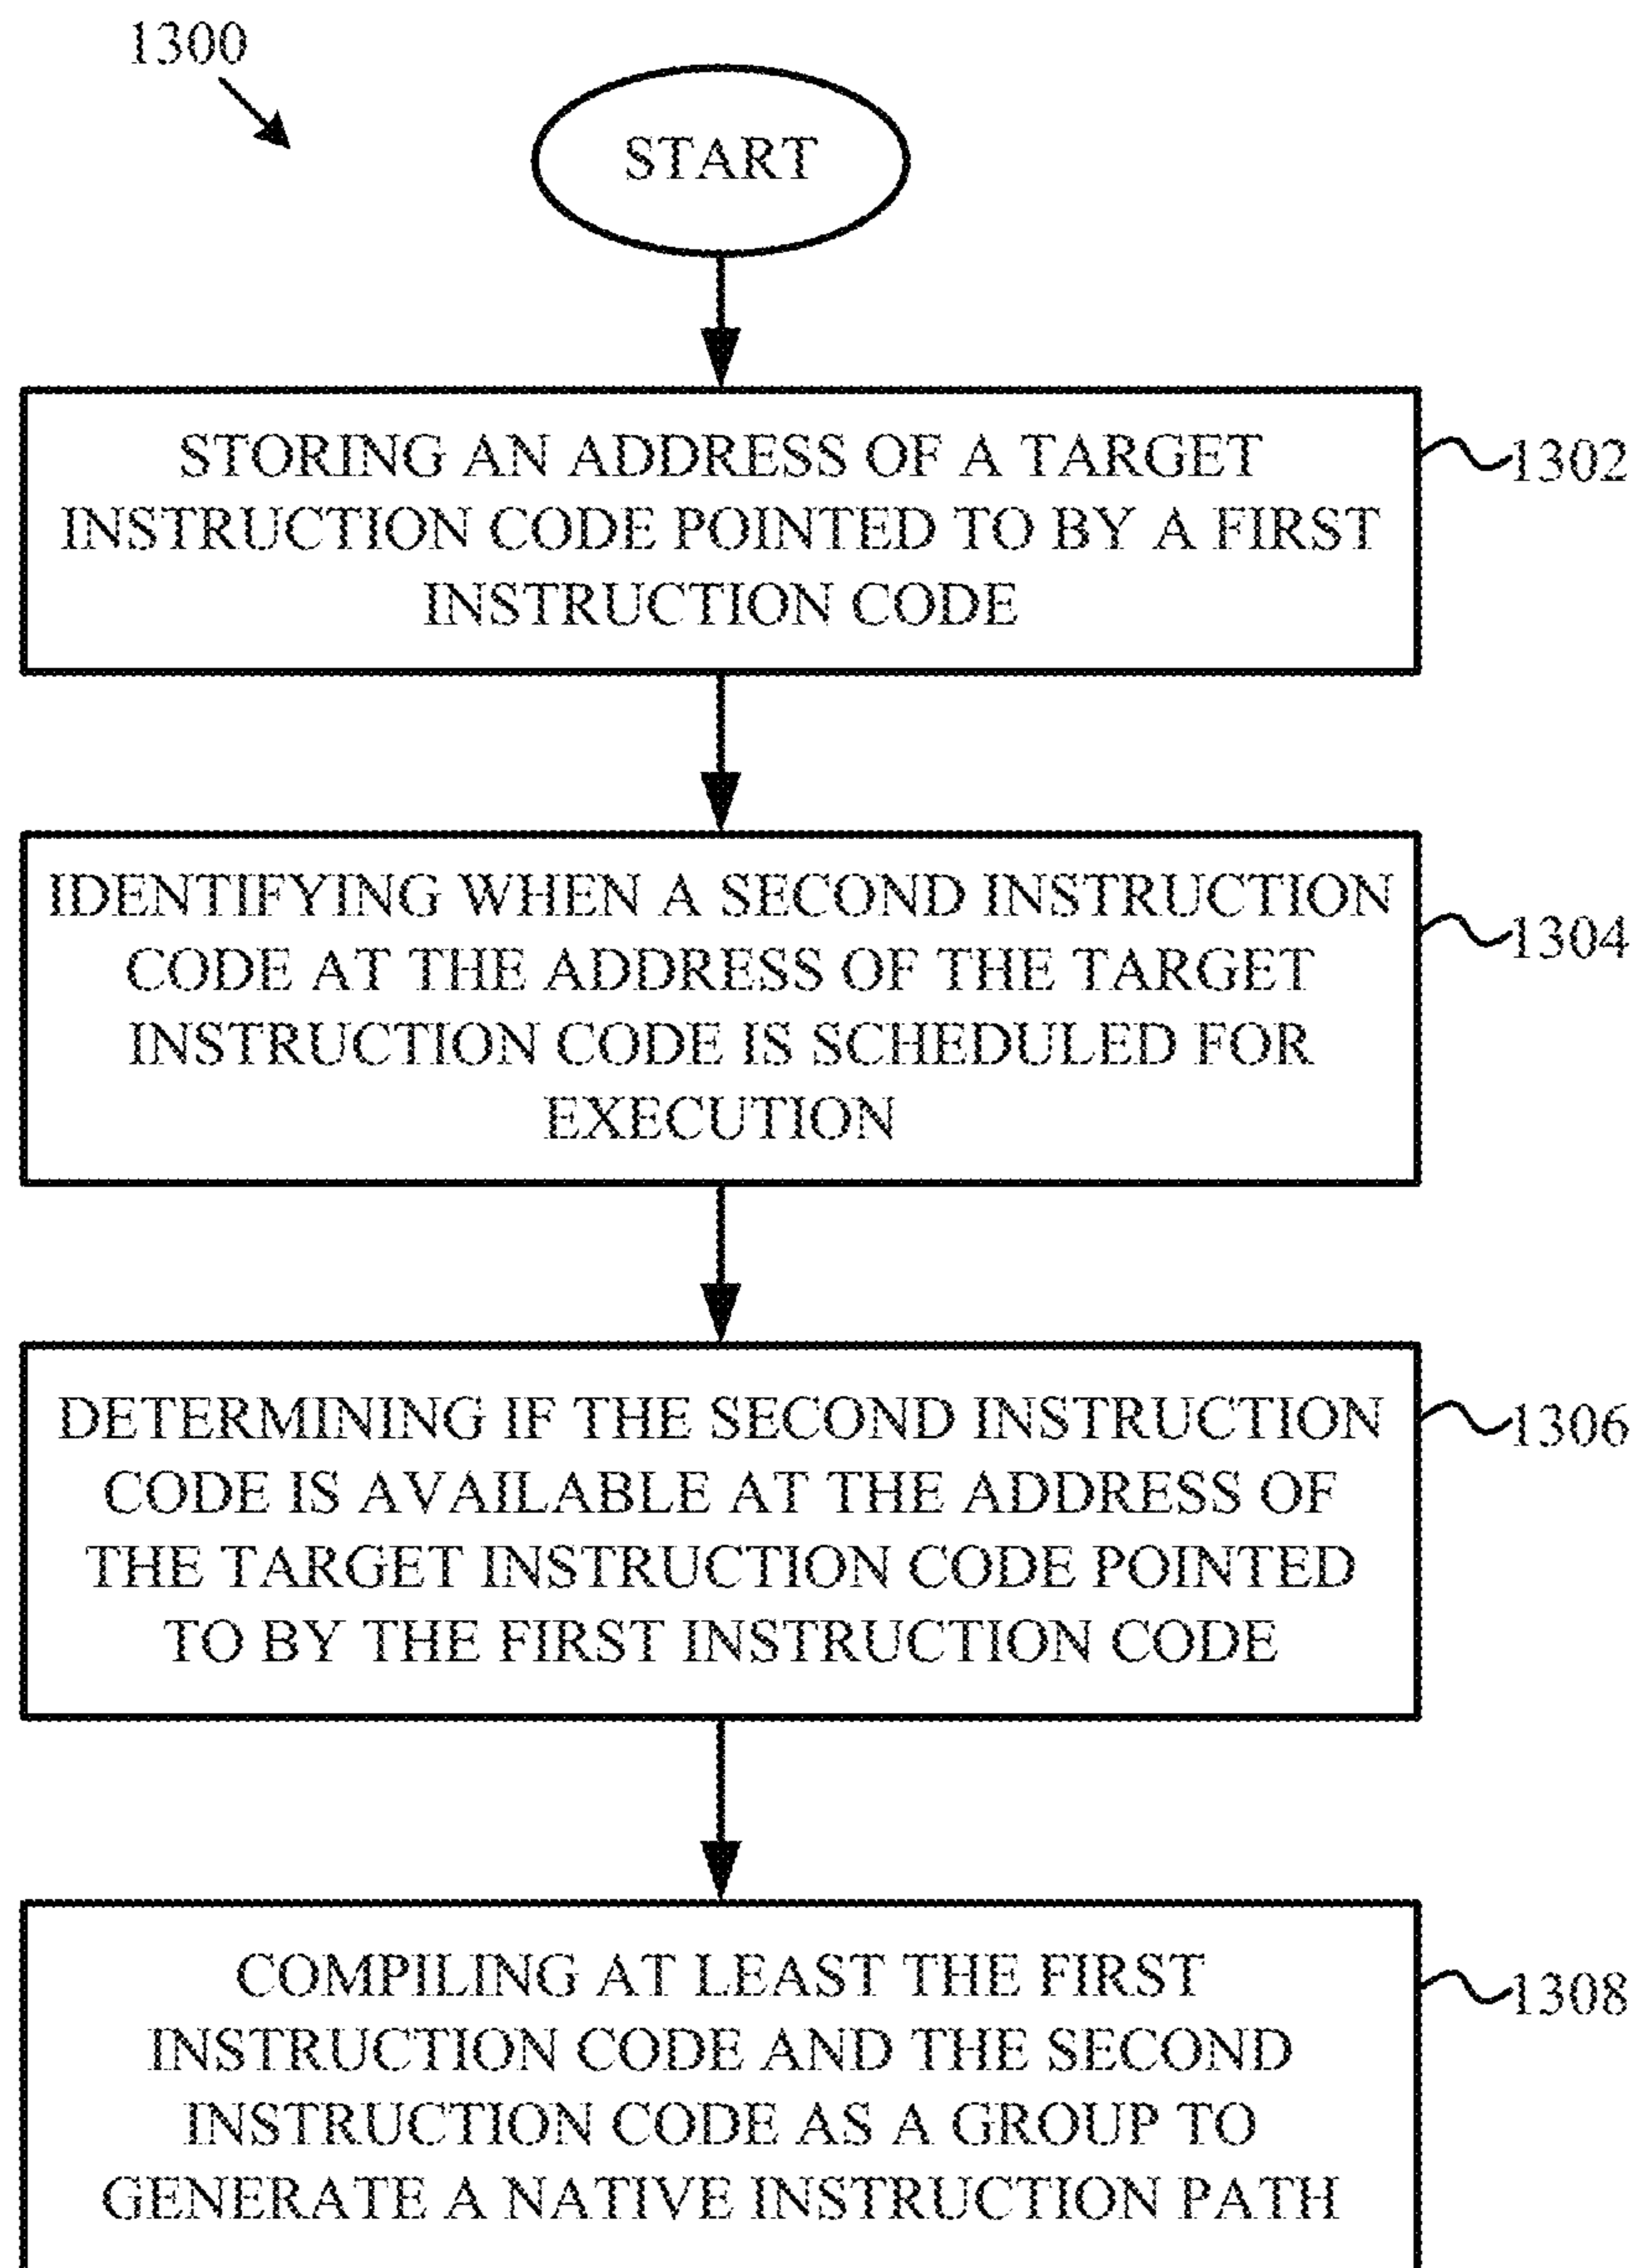 1300
START
STORING AN ADDRESS OF A TARGET
INSTRUCTION CODE POINTED TO BY A FIRST
INSTRUCTION CODE
1302
IDENTIFYING WHEN A SECOND INSTRUCTION
CODE AT THE ADDRESS OF THE TARGET
INSTRUCTION CODE IS SCHEDULED FOR
EXECUTION
1304
DETERMINING IF THE SECOND INSTRUCTION
CODE IS AVAILABLE AT THE ADDRESS OF
THE TARGET INSTRUCTION CODE POINTED
TO BY THE FIRST INSTRUCTION CODE
1306
COMPILING AT LEAST THE FIRST
INSTRUCTION CODE AND THE SECOND
INSTRUCTION CODE AS A GROUP TO
GENERATE A NATIVE INSTRUCTION PATH
1308